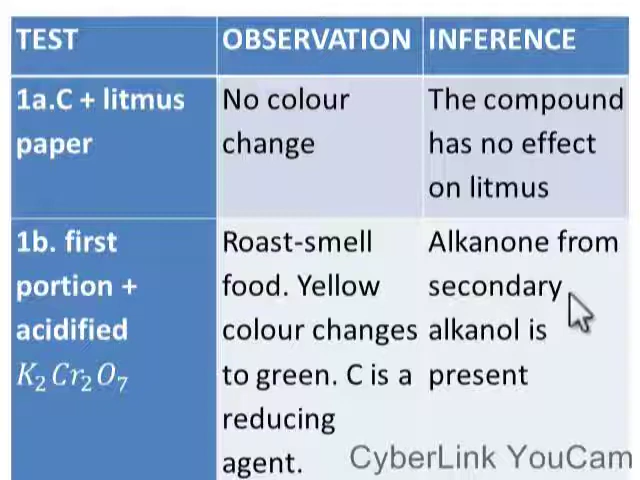 TEST OBSERVATION INFERENCE
1a.C + litmus
paper
No colour
change
The compound
has no effect
on litmus
1b. first
portion +
acidified
K₂Cr₂O₇
Roast-smell
food. Yellow
colour changes
to green. C is a
reducing
agent.
Alkanone from
secondary
alkanol is
present
CyberLink YouCam